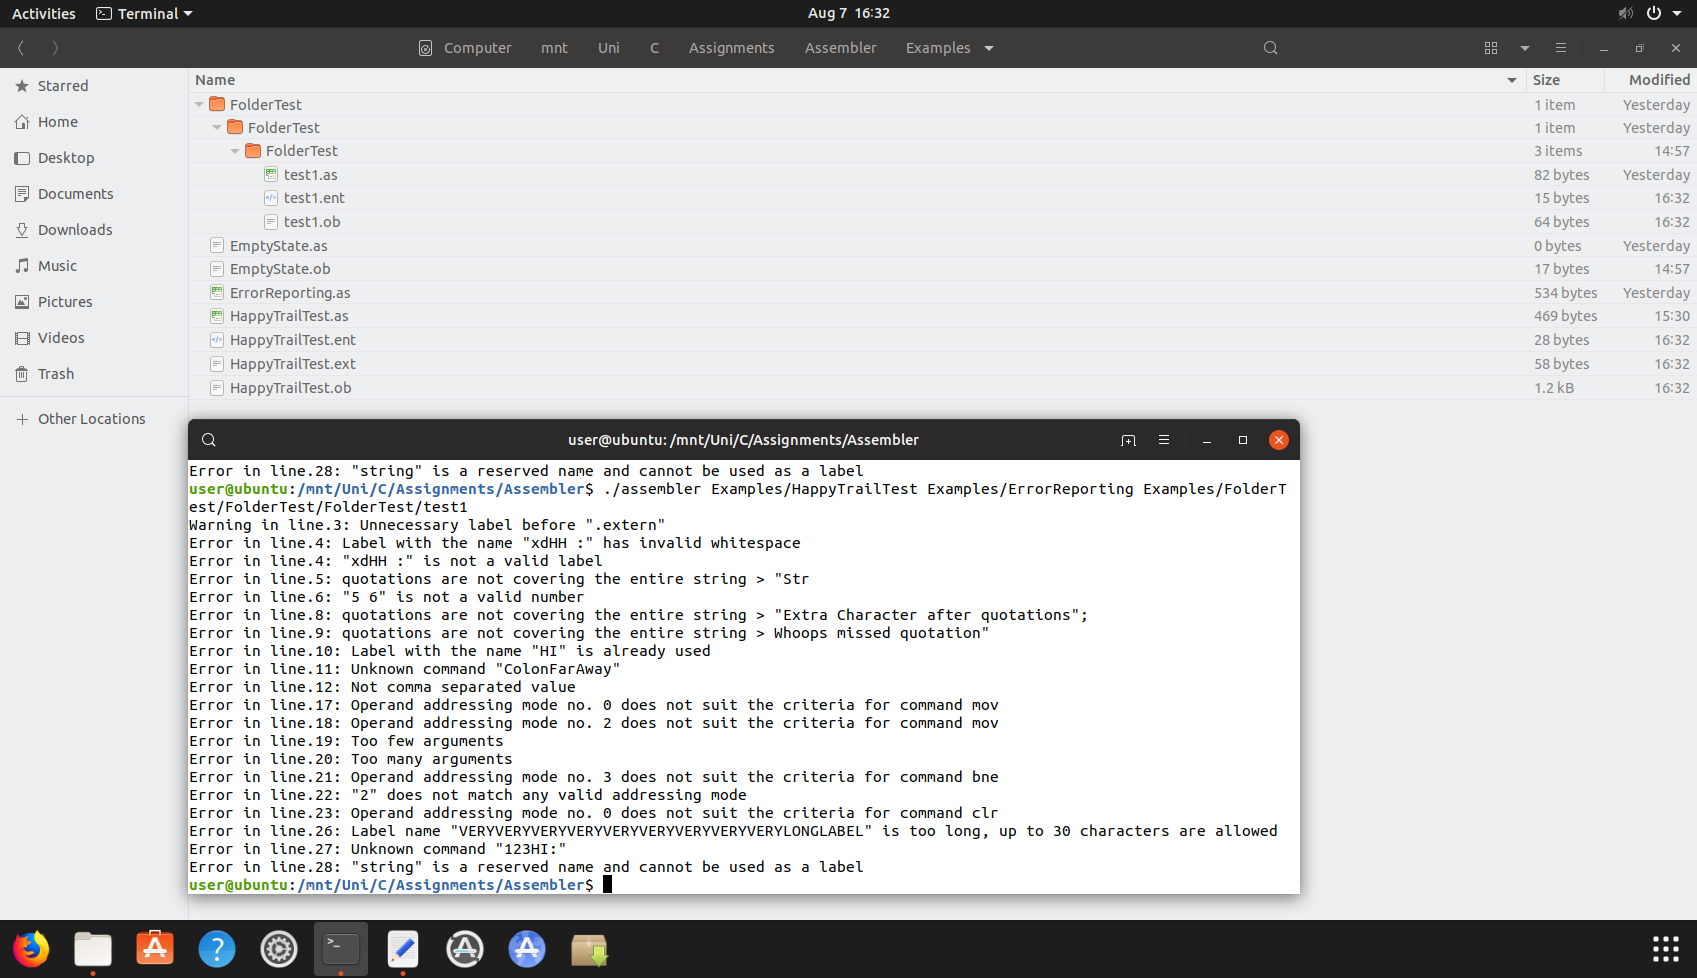 Activities Terminal Aug 7 16:32
Computer mnt Uni C Assignments Assembler Examples
Starred
Home
Desktop
Documents
Downloads
Music
Pictures
Videos
Trash
Other Locations
Name Size Modified
FolderTest 1 item Yesterday
FolderTest 1 item Yesterday
FolderTest 3 items 14:57
test1.as 82 bytes Yesterday
test1.ent 15 bytes 16:32
test1.ob 64 bytes 16:32
EmptyState.as 0 bytes Yesterday
EmptyState.ob 17 bytes 14:57
ErrorReporting.as 534 bytes Yesterday
HappyTrailTest.as 469 bytes 15:30
HappyTrailTest.ent 28 bytes 16:32
HappyTrailTest.ext 58 bytes 16:32
HappyTrailTest.ob 1.2 kB 16:32
user@ubuntu: /mnt/Uni/C/Assignments/Assembler
Error in line.28: "string" is a reserved name and cannot be used as a label
user@ubuntu:/mnt/Uni/C/Assignments/Assembler$ ./assembler Examples/HappyTrailTest Examples/ErrorReporting Examples/FolderT
est/FolderTest/FolderTest/test1
Warning in line.3: Unnecessary label before ".extern"
Error in line.4: Label with the name "xdHH :" has invalid whitespace
Error in line.4: "xdHH :" is not a valid label
Error in line.5: quotations are not covering the entire string > "Str
Error in line.6: "5 6" is not a valid number
Error in line.8: quotations are not covering the entire string > "Extra Character after quotations";
Error in line.9: quotations are not covering the entire string > Whoops missed quotation"
Error in line.10: Label with the name "HI" is already used
Error in line.11: Unknown command "ColonFarAway"
Error in line.12: Not comma separated value
Error in line.17: Operand addressing mode no. 0 does not suit the criteria for command mov
Error in line.18: Operand addressing mode no. 2 does not suit the criteria for command mov
Error in line.19: Too few arguments
Error in line.20: Too many arguments
Error in line.21: Operand addressing mode no. 3 does not suit the criteria for command bne
Error in line.22: "2" does not match any valid addressing mode
Error in line.23: Operand addressing mode no. 0 does not suit the criteria for command clr
Error in line.26: Label name "VERYVERYVERYVERYVERYVERYVERYVERYVERYLONGLABEL" is too long, up to 30 characters are allowed
Error in line.27: Unknown command "123HI:"
Error in line.28: "string" is a reserved name and cannot be used as a label
user@ubuntu:/mnt/Uni/C/Assignments/Assembler$